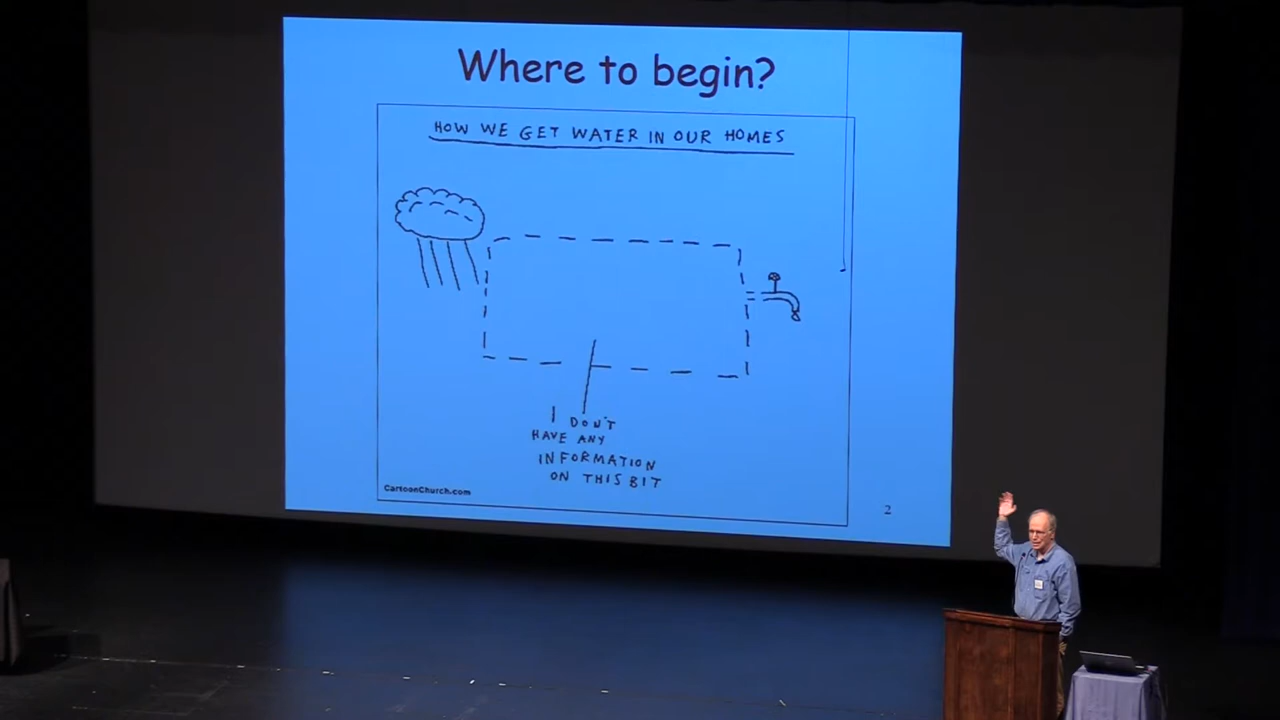 Where to begin?
HOW WE GET WATER IN OUR HOMES
I DON'T
HAVE ANY
INFORMATION
ON THIS BIT
CartoonChurch.com
2